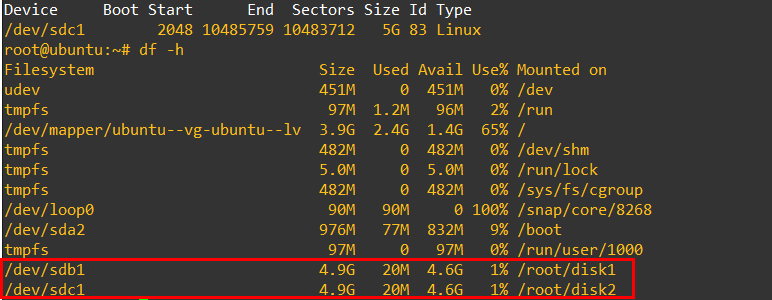 Device     Boot Start      End  Sectors Size Id Type
/dev/sdc1        2048 10485759 10483712   5G 83 Linux
root@ubuntu:~# df -h
Filesystem                         Size  Used Avail Use% Mounted on
udev                               451M     0  451M   0% /dev
tmpfs                               97M  1.2M   96M   2% /run
/dev/mapper/ubuntu--vg-ubuntu--lv  3.9G  2.4G  1.4G  65% /
tmpfs                              482M     0  482M   0% /dev/shm
tmpfs                              5.0M     0  5.0M   0% /run/lock
tmpfs                              482M     0  482M   0% /sys/fs/cgroup
/dev/loop0                          90M   90M     0 100% /snap/core/8268
/dev/sda2                          976M   77M  832M   9% /boot
tmpfs                               97M     0   97M   0% /run/user/1000
/dev/sdb1                          4.9G   20M  4.6G   1% /root/disk1
/dev/sdc1                          4.9G   20M  4.6G   1% /root/disk2